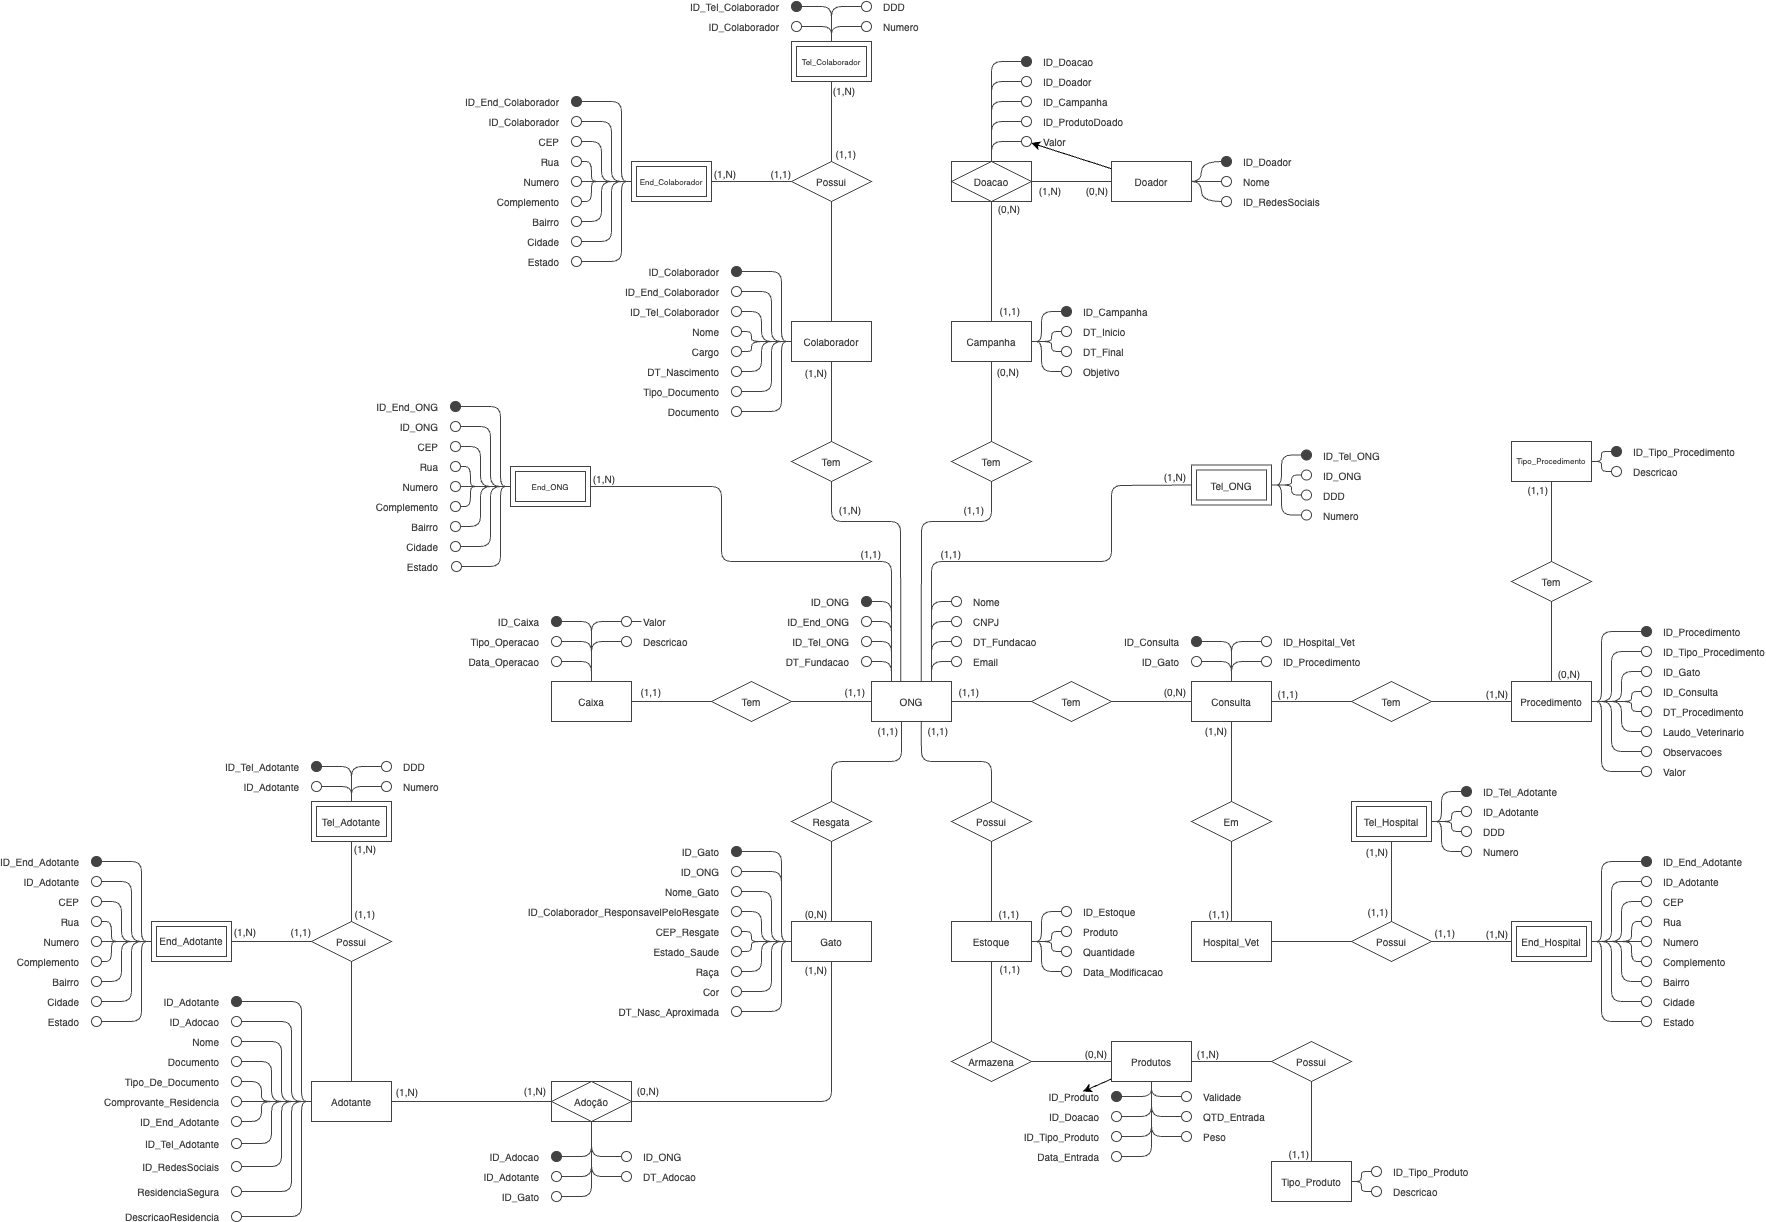 ID_Tel_Colaborador
DDD
ID_Colaborador
Numero
Tel_Colaborador
(1,N)
(1,1)
Possui
ID_End_Colaborador
ID_Colaborador
CEP
Rua
Numero
Complemento
Bairro
Cidade
Estado
End_Colaborador
(1,N)
(1,1)
ID_Doacao
ID_Doador
ID_Campanha
ID_ProdutoDoado
Valor
Doacao
(1,N)
(0,N)
(0,N)
Doador
ID_Doador
Nome
ID_RedesSociais
ID_Colaborador
ID_End_Colaborador
ID_Tel_Colaborador
Nome
Cargo
DT_Nascimento
Tipo_Documento
Documento
Colaborador
(1,N)
Tem
(1,N)
(1,1)
Campanha
(0,N)
ID_Campanha
DT_Inicio
DT_Final
Objetivo
Tem
(1,1)
ID_End_ONG
ID_ONG
CEP
Rua
Numero
Complemento
Bairro
Cidade
Estado
End_ONG
(1,N)
(1,1)
(1,N)
Tel_ONG
ID_Tel_ONG
ID_ONG
DDD
Numero
(1,1)
Tipo_Procedimento
ID_Tipo_Procedimento
Descricao
(1,1)
Tem
(0,N)
ID_Caixa
Valor
Tipo_Operacao
Descricao
Data_Operacao
Caixa
(1,1)
Tem
(1,1)
ID_ONG
ID_End_ONG
ID_Tel_ONG
DT_Fundacao
Nome
CNPJ
DT_Fundacao
Email
ONG
(1,1)
Tem
(0,N)
(1,1)
(1,1)
ID_Consulta
ID_Hospital_Vet
ID_Gato
ID_Procedimento
Consulta
(1,1)
Tem
(1,N)
(1,N)
Procedimento
ID_Procedimento
ID_Tipo_Procedimento
ID_Gato
ID_Consulta
DT_Procedimento
Laudo_Veterinario
Observacoes
Valor
ID_Tel_Adotante
DDD
ID_Adotante
Numero
Tel_Adotante
(1,N)
(1,1)
Possui
ID_End_Adotante
ID_Adotante
CEP
Rua
Numero
Complemento
Bairro
Cidade
Estado
End_Adotante
(1,N)
(1,1)
Resgata
(0,N)
ID_Gato
ID_ONG
Nome_Gato
ID_Colaborador_ResponsavelPeloResgate
CEP_Resgate
Estado_Saude
Raça
Cor
DT_Nasc_Aproximada
Gato
(1,N)
Possui
(1,1)
Estoque
(1,1)
ID_Estoque
Produto
Quantidade
Data_Modificacao
Em
(1,1)
Hospital_Vet
Tel_Hospital
(1,N)
ID_Tel_Adotante
ID_Adotante
DDD
Numero
(1,1)
Possui
(1,1)
(1,N)
End_Hospital
ID_End_Adotante
ID_Adotante
CEP
Rua
Numero
Complemento
Bairro
Cidade
Estado
ID_Adotante
ID_Adocao
Nome
Documento
Tipo_De_Documento
Comprovante_Residencia
ID_End_Adotante
ID_Tel_Adotante
ID_RedesSociais
ResidenciaSegura
DescricaoResidencia
Adotante
(1,N)
(1,N)
Adoção
(0,N)
ID_Adocao
ID_ONG
ID_Adotante
DT_Adocao
ID_Gato
Armazena
(0,N)
Produtos
(1,N)
Possui
ID_Produto
Validade
ID_Doacao
QTD_Entrada
ID_Tipo_Produto
Peso
Data_Entrada
(1,1)
Tipo_Produto
ID_Tipo_Produto
Descricao